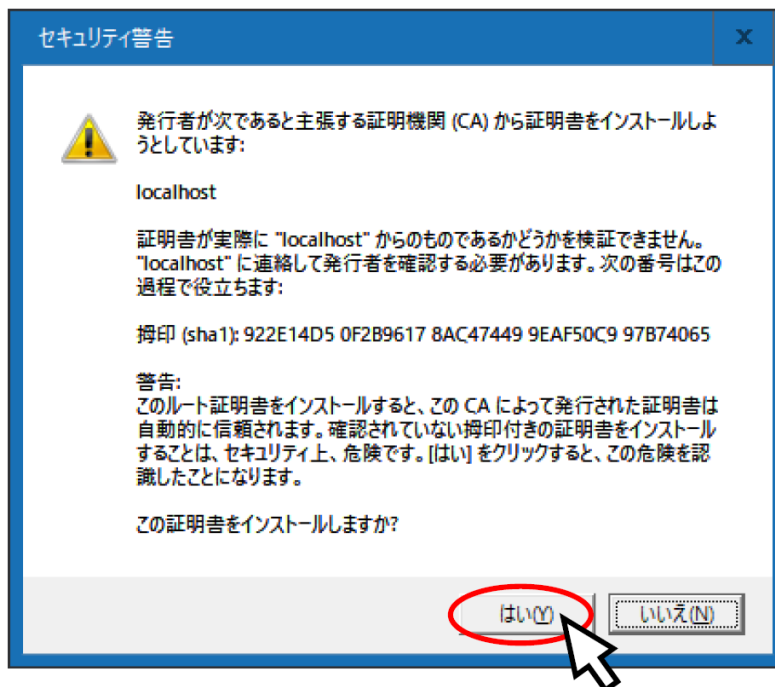 セキュリティ警告
発行者が次であると主張する証明機関 (CA) から証明書をインストールしよ
うとしています:
localhost
証明書が実際に "localhost" からのものであるかどうかを検証できません。
"localhost" に連絡して発行者を確認する必要があります。次の番号はこの
過程で役立ちます:
拇印 (sha1): 922E14D5 0F2B9617 8AC47449 9EAF50C9 97B74065
警告:
このルート証明書をインストールすると、この CA によって発行された証明書は
自動的に信頼されます。確認されていない拇印付きの証明書をインストール
することは、セキュリティ上、危険です。[はい] をクリックすると、この危険を認
識したことになります。
この証明書をインストールしますか?
はい(Y) いいえ(N)